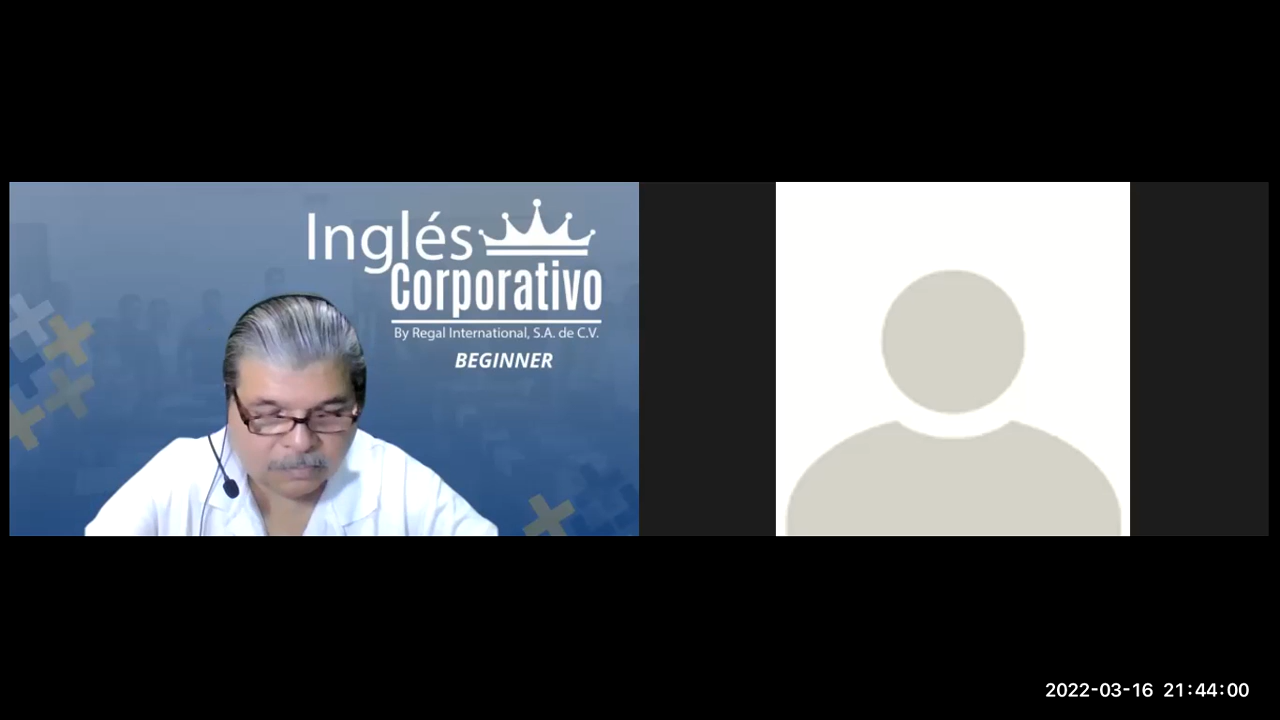 Inglés
Corporativo
By Regal International, S.A. de C.V.
BEGINNER
2022-03-16 21:44:00